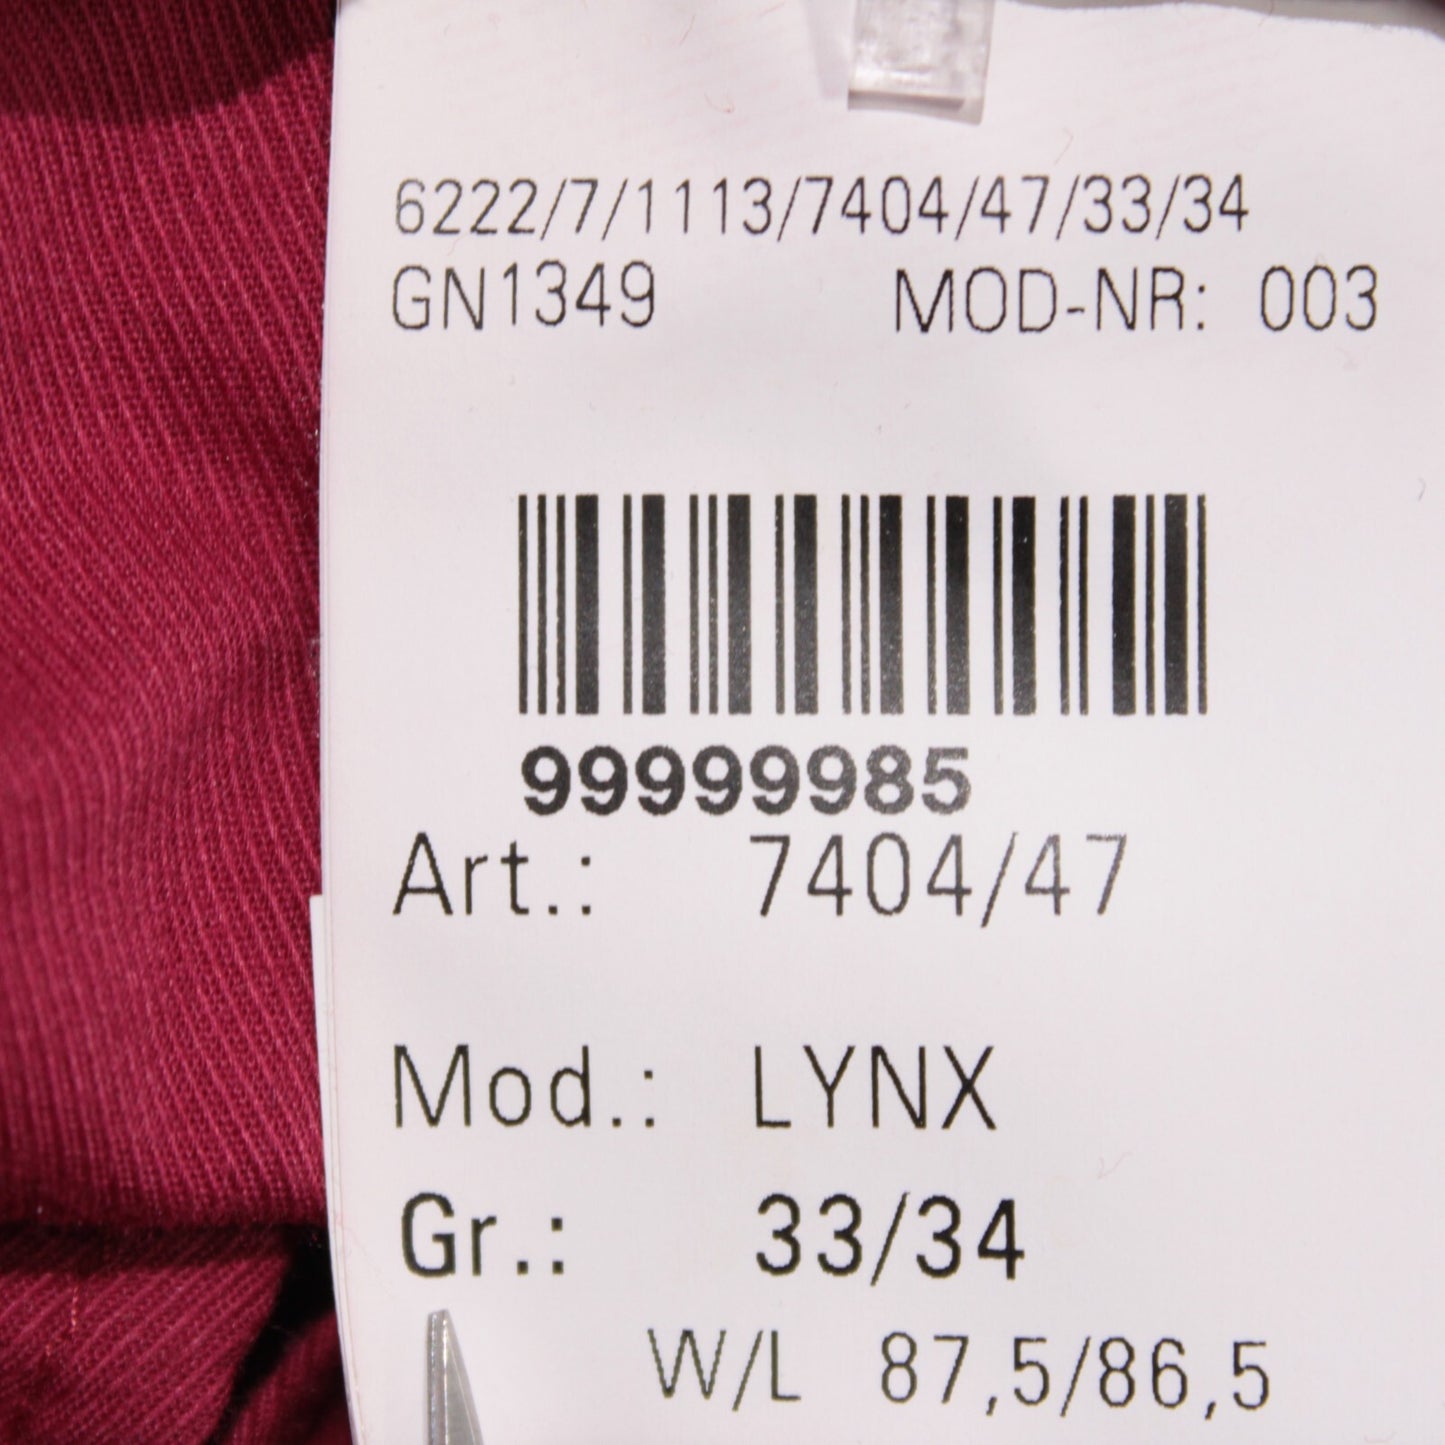 6222/7/1113/7404/47/33/34
GN1349 MOD-NR: 003
99999985
Art.: 7404/47
Mod.: LYNX
Gr.: 33/34
W/L 87,5/86,5